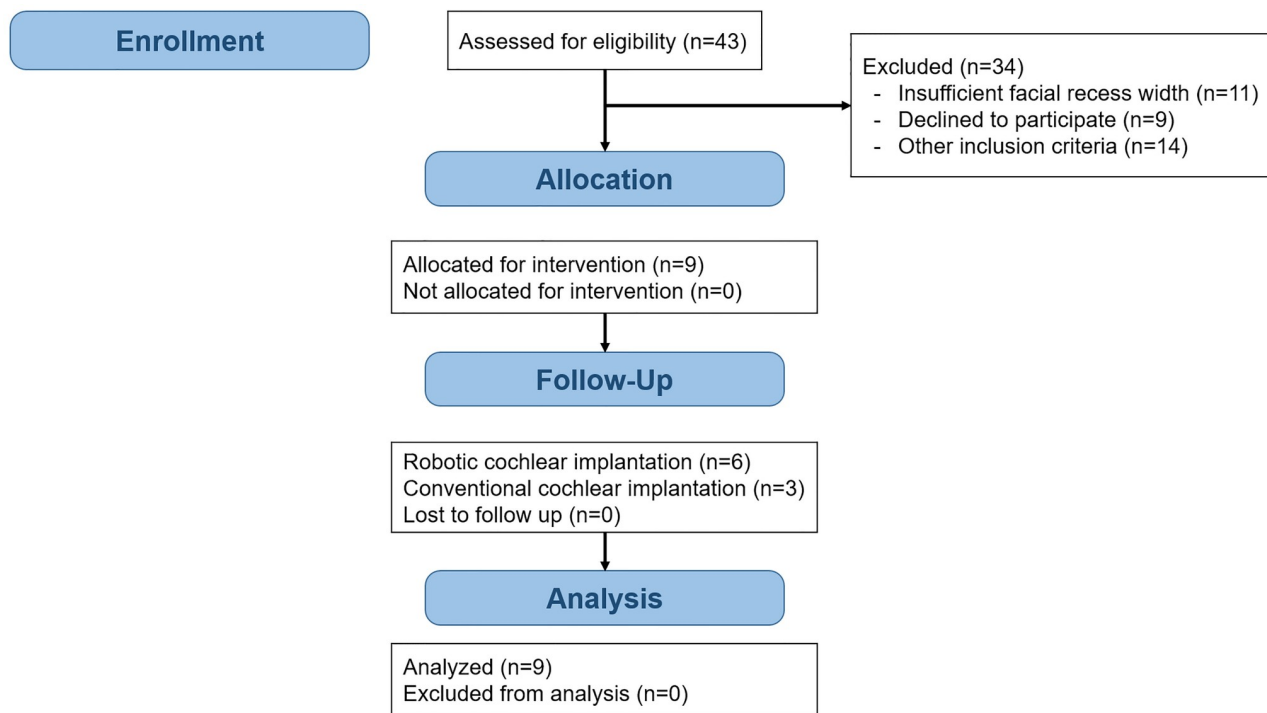 Enrollment
Assessed for eligibility (n=43)
Excluded (n=34)
- Insufficient facial recess width (n=11)
- Declined to participate (n=9)
- Other inclusion criteria (n=14)
Allocation
Allocated for intervention (n=9)
Not allocated for intervention (n=0)
Follow-Up
Robotic cochlear implantation (n=6)
Conventional cochlear implantation (n=3)
Lost to follow up (n=0)
Analysis
Analyzed (n=9)
Excluded from analysis (n=0)